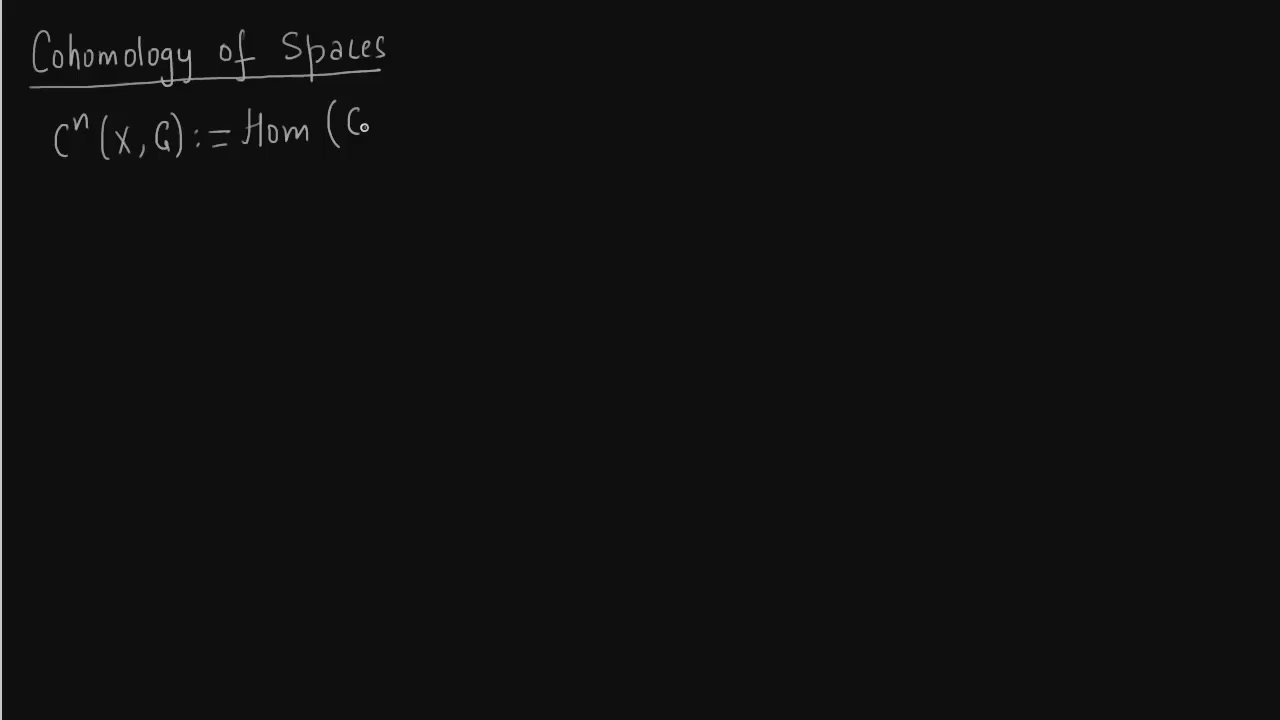 Cohomology of Spaces
Cⁿ(X, G) := Hom (C